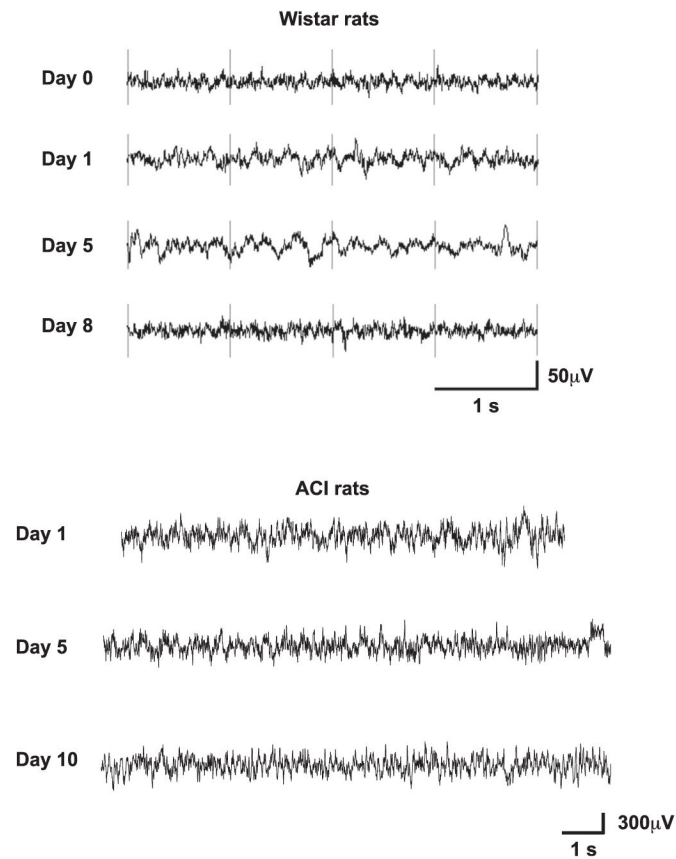 Wistar rats
Day 0
Day 1
Day 5
Day 8
50μV
1 s
ACI rats
Day 1
Day 5
Day 10
300μV
1 s